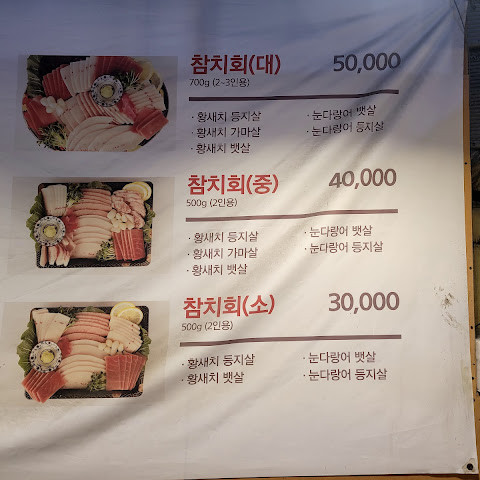 참치회(대) 50,000
700g (2~3인용)
· 황새치 등지살 · 눈다랑어 뱃살
· 황새치 가마살 · 눈다랑어 등지살
· 황새치 뱃살
참치회(중) 40,000
500g (2인용)
· 황새치 등지살 · 눈다랑어 뱃살
· 황새치 가마살 · 눈다랑어 등지살
· 황새치 뱃살
참치회(소) 30,000
500g (2인용)
· 황새치 등지살 · 눈다랑어 뱃살
· 황새치 뱃살 · 눈다랑어 등지살